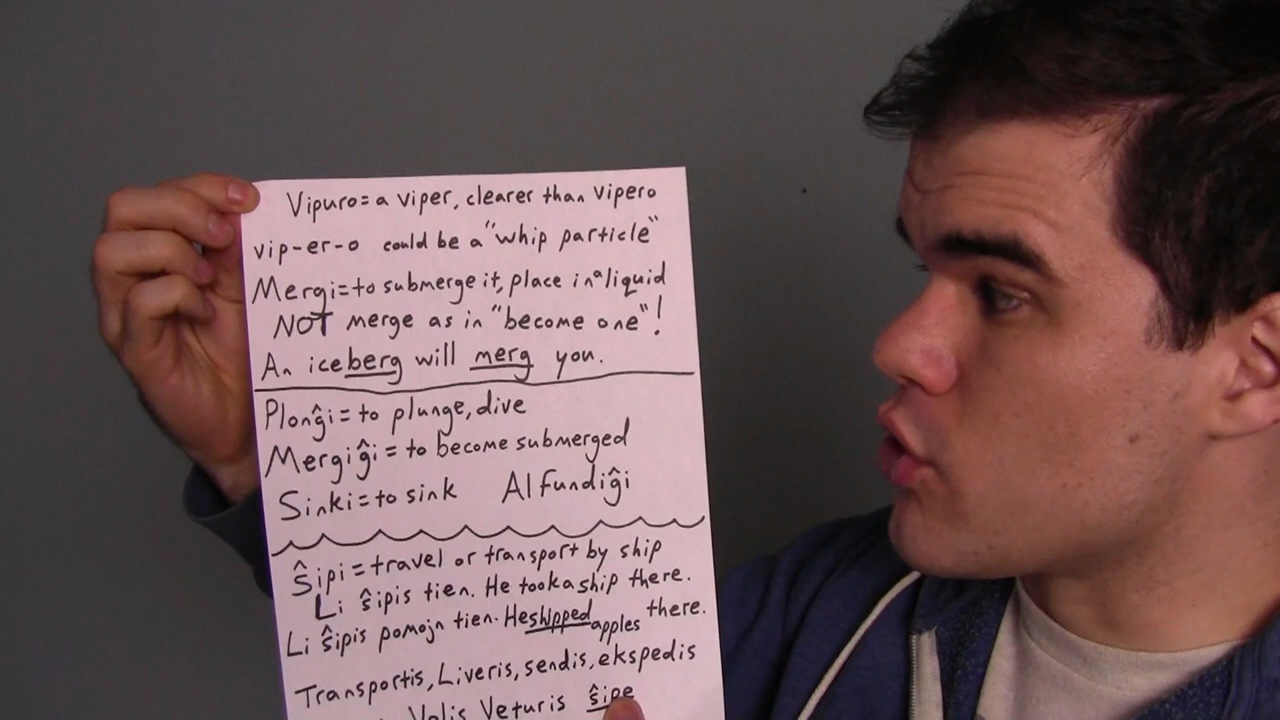 Vipuro = a viper, clearer than vipero
vip-er-o could be a "whip particle"
Mergi = to submerge it, place in a liquid
NOT merge as in "become one"!
An iceberg will merg you.
Plonĝi = to plunge, dive
Mergiĝi = to become submerged
Sinki = to sink Al fundiĝi
Ŝipi = travel or transport by ship
Li ŝipis tien. He took a ship there.
Li ŝipis pomojn tien. He shipped apples there.
Transportis, Liveris, sendis, ekspedis
Velis Veturis ŝipe